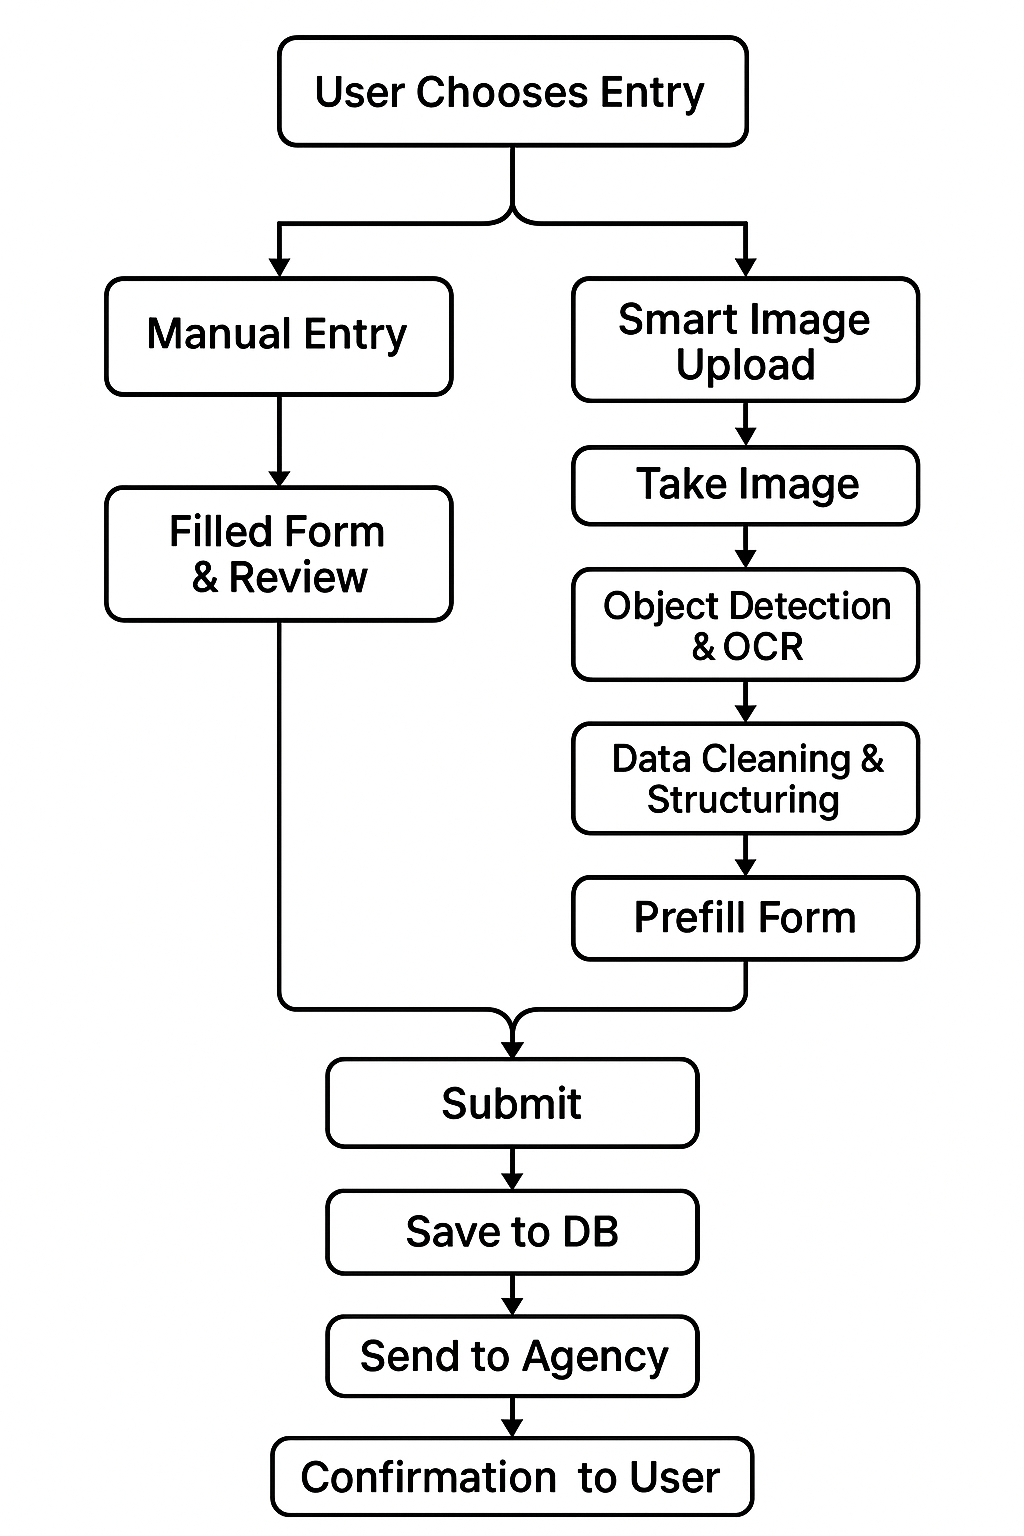 User Chooses Entry
Manual Entry
Filled Form
& Review
Smart Image
Upload
Take Image
Object Detection
& OCR
Data Cleaning &
Structuring
Prefill Form
Submit
Save to DB
Send to Agency
Confirmation to User